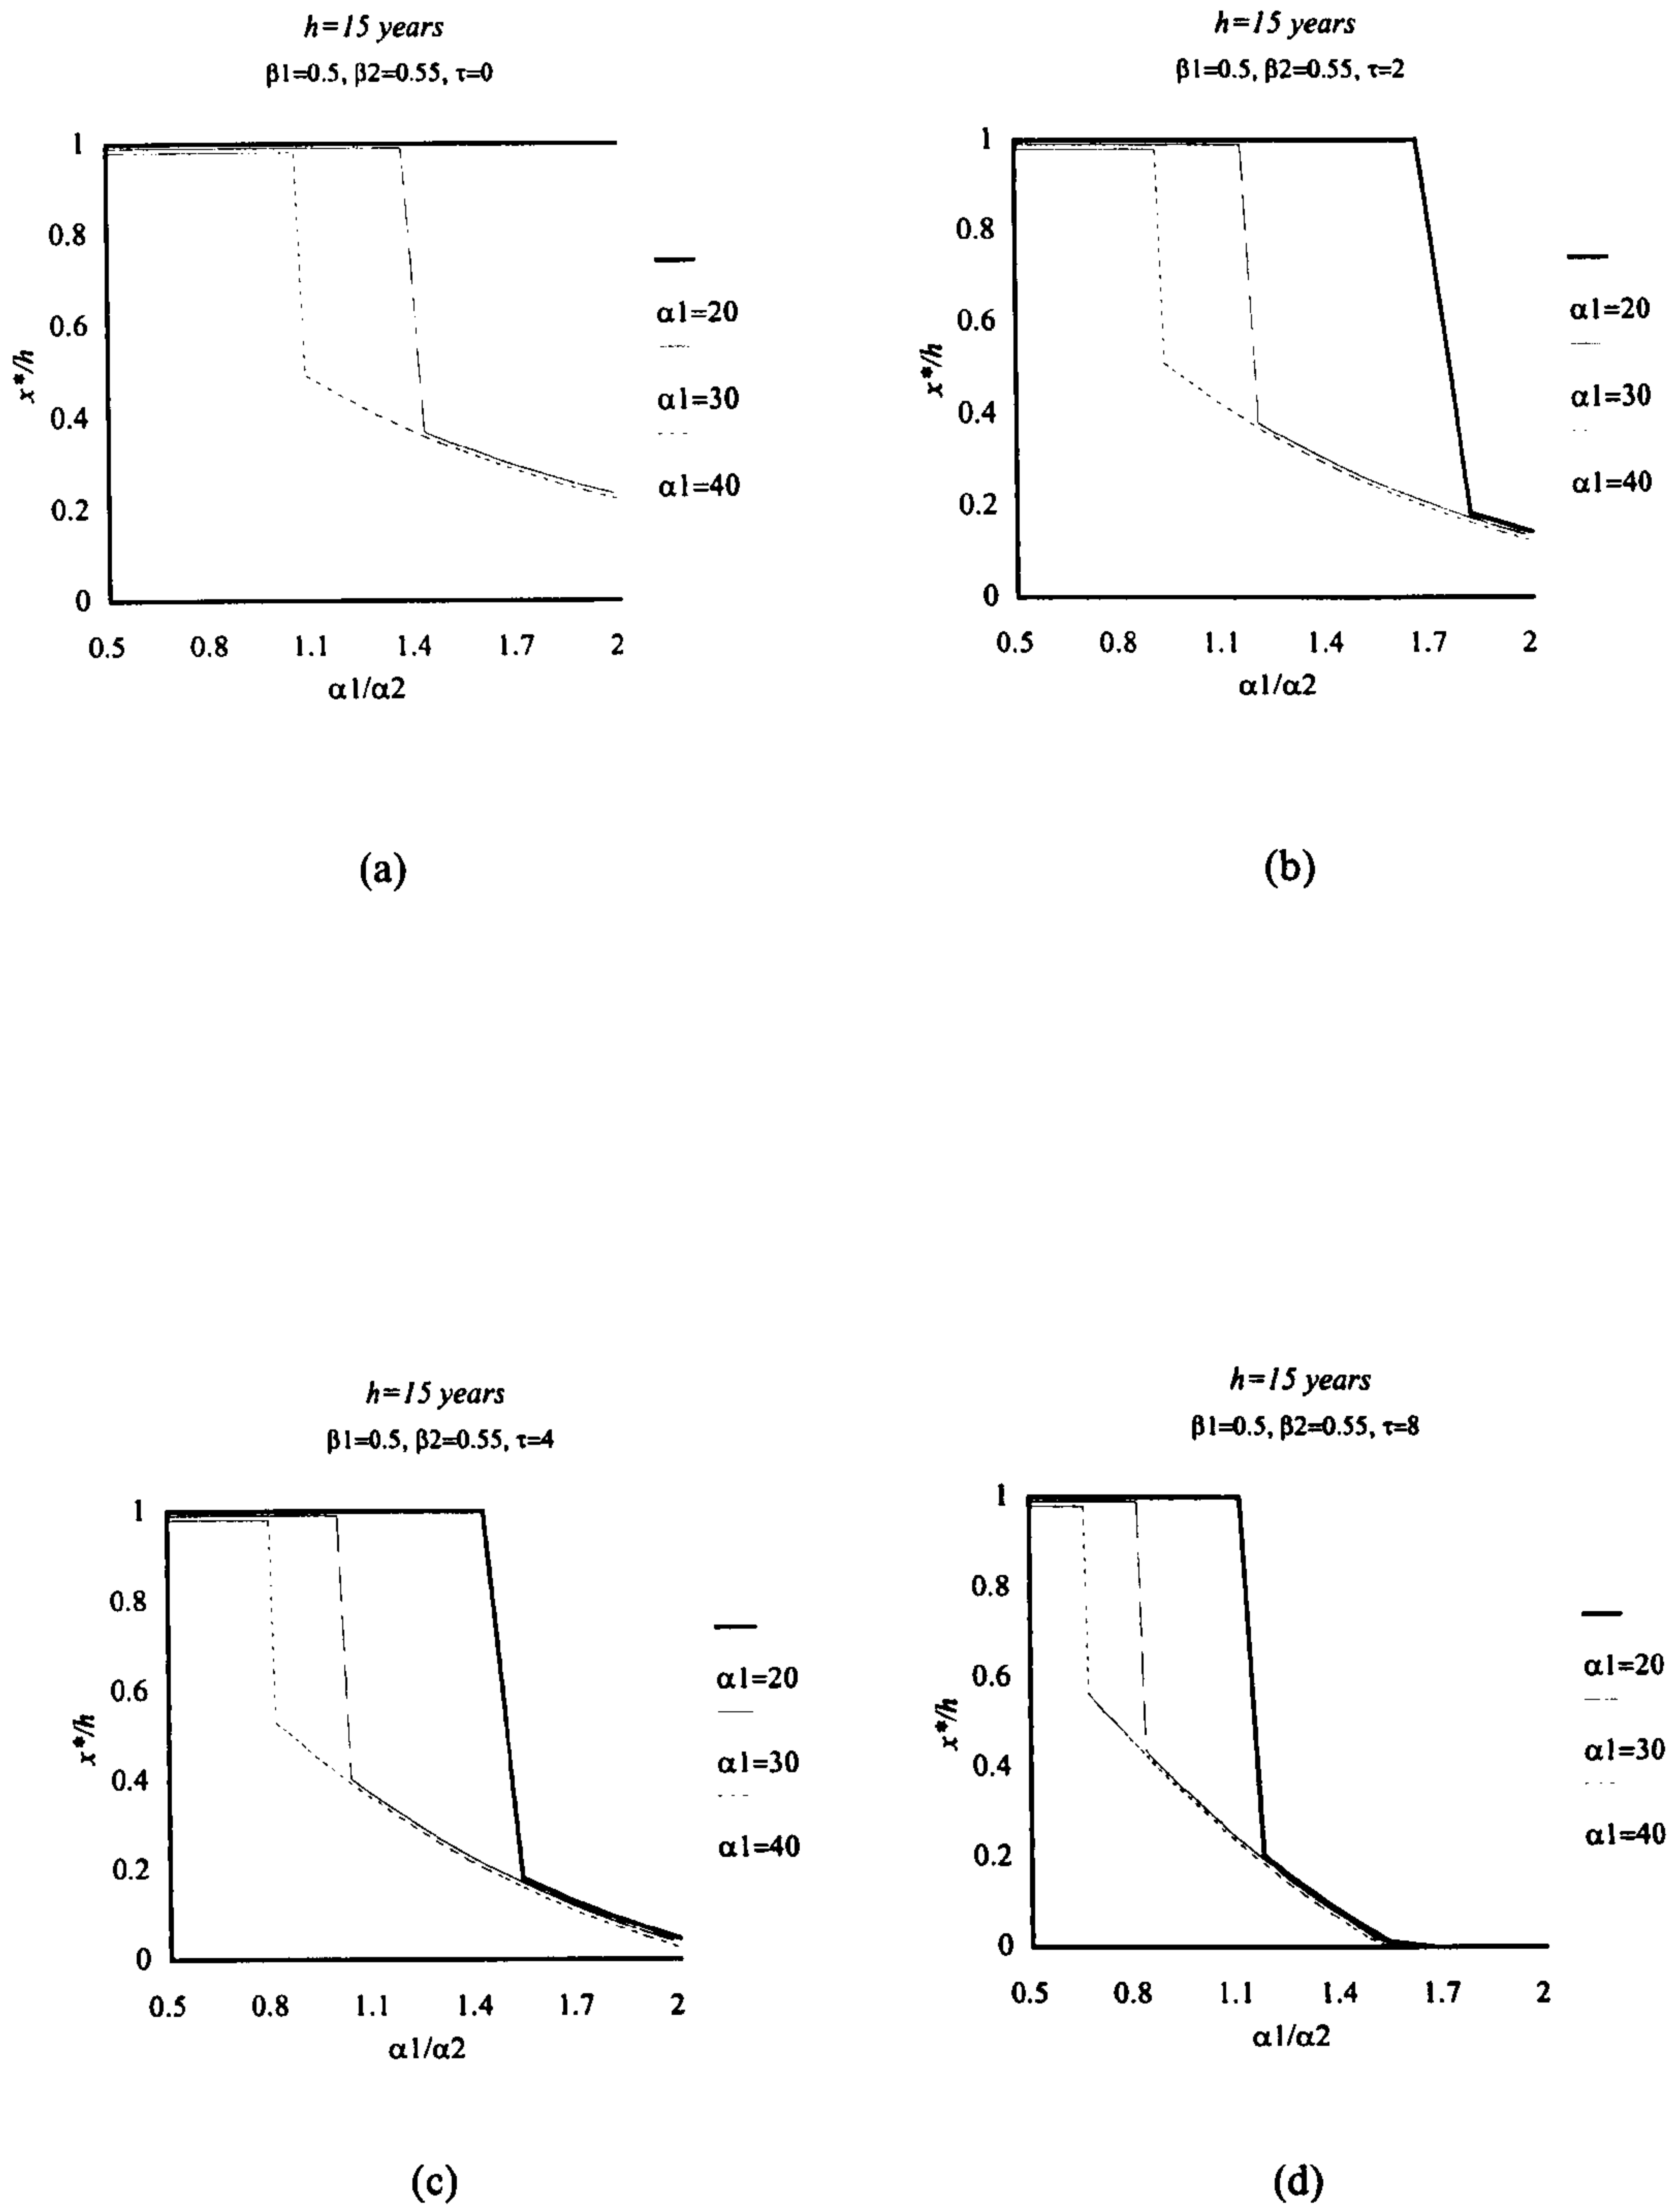 h=15 years
β1=0.5, β2=0.55, τ=0
1
0.8
0.6
0.4
0.2
0
x*/h
0.5 0.8 1.1 1.4 1.7 2
α1/α2
α1=20
α1=30
α1=40
(a)
h=15 years
β1=0.5, β2=0.55, τ=2
1
0.8
0.6
0.4
0.2
0
x*/h
0.5 0.8 1.1 1.4 1.7 2
α1/α2
α1=20
α1=30
α1=40
(b)
h=15 years
β1=0.5, β2=0.55, τ=4
1
0.8
0.6
0.4
0.2
0
x*/h
0.5 0.8 1.1 1.4 1.7 2
α1/α2
α1=20
α1=30
α1=40
(c)
h=15 years
β1=0.5, β2=0.55, τ=8
1
0.8
0.6
0.4
0.2
0
x*/h
0.5 0.8 1.1 1.4 1.7 2
α1/α2
α1=20
α1=30
α1=40
(d)